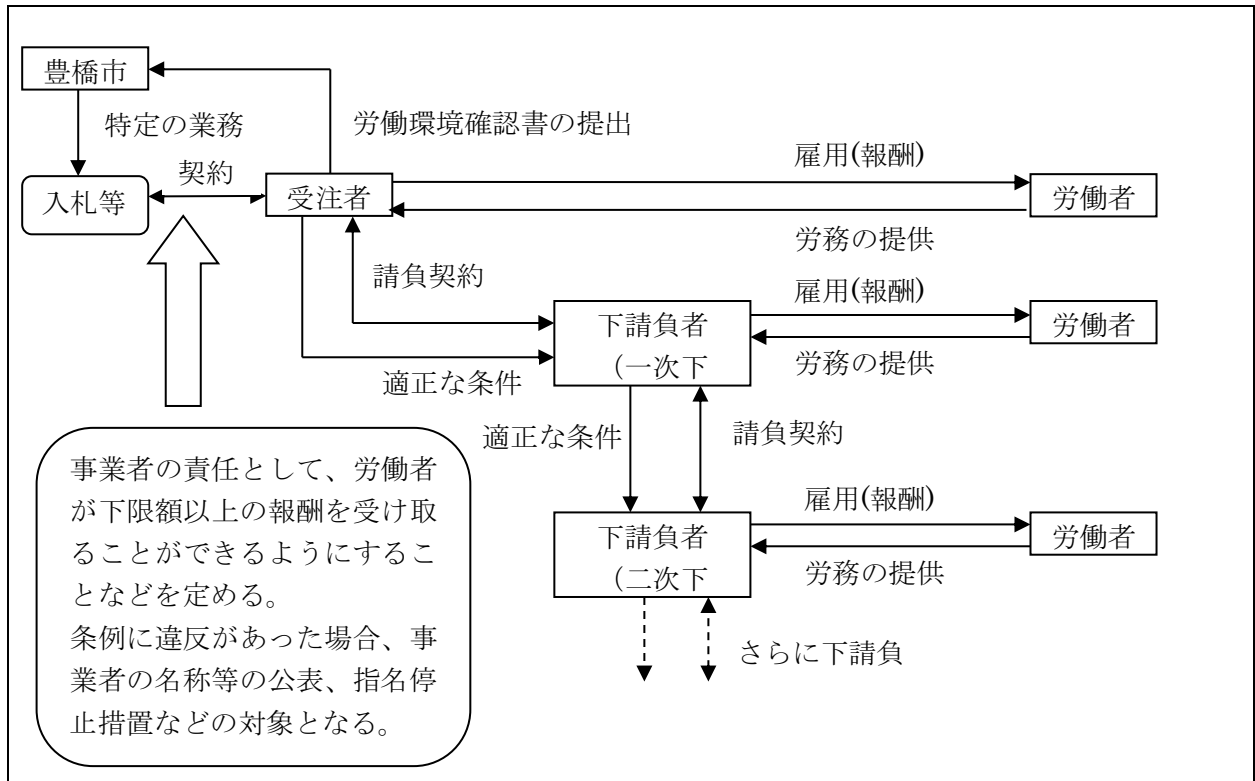 豊橋市
特定の業務
労働環境確認書の提出
雇用(報酬)
契約
入札等
受注者
労働者
労務の提供
請負契約
雇用(報酬)
下請負者
(一次下
労働者
労務の提供
適正な条件
適正な条件
請負契約
事業者の責任として、労働者
が下限額以上の報酬を受け取
ることができるようにするこ
となどを定める。
条例に違反があった場合、事
業者の名称等の公表、指名停
止措置などの対象となる。
雇用(報酬)
下請負者
(二次下
労働者
労務の提供
さらに下請負